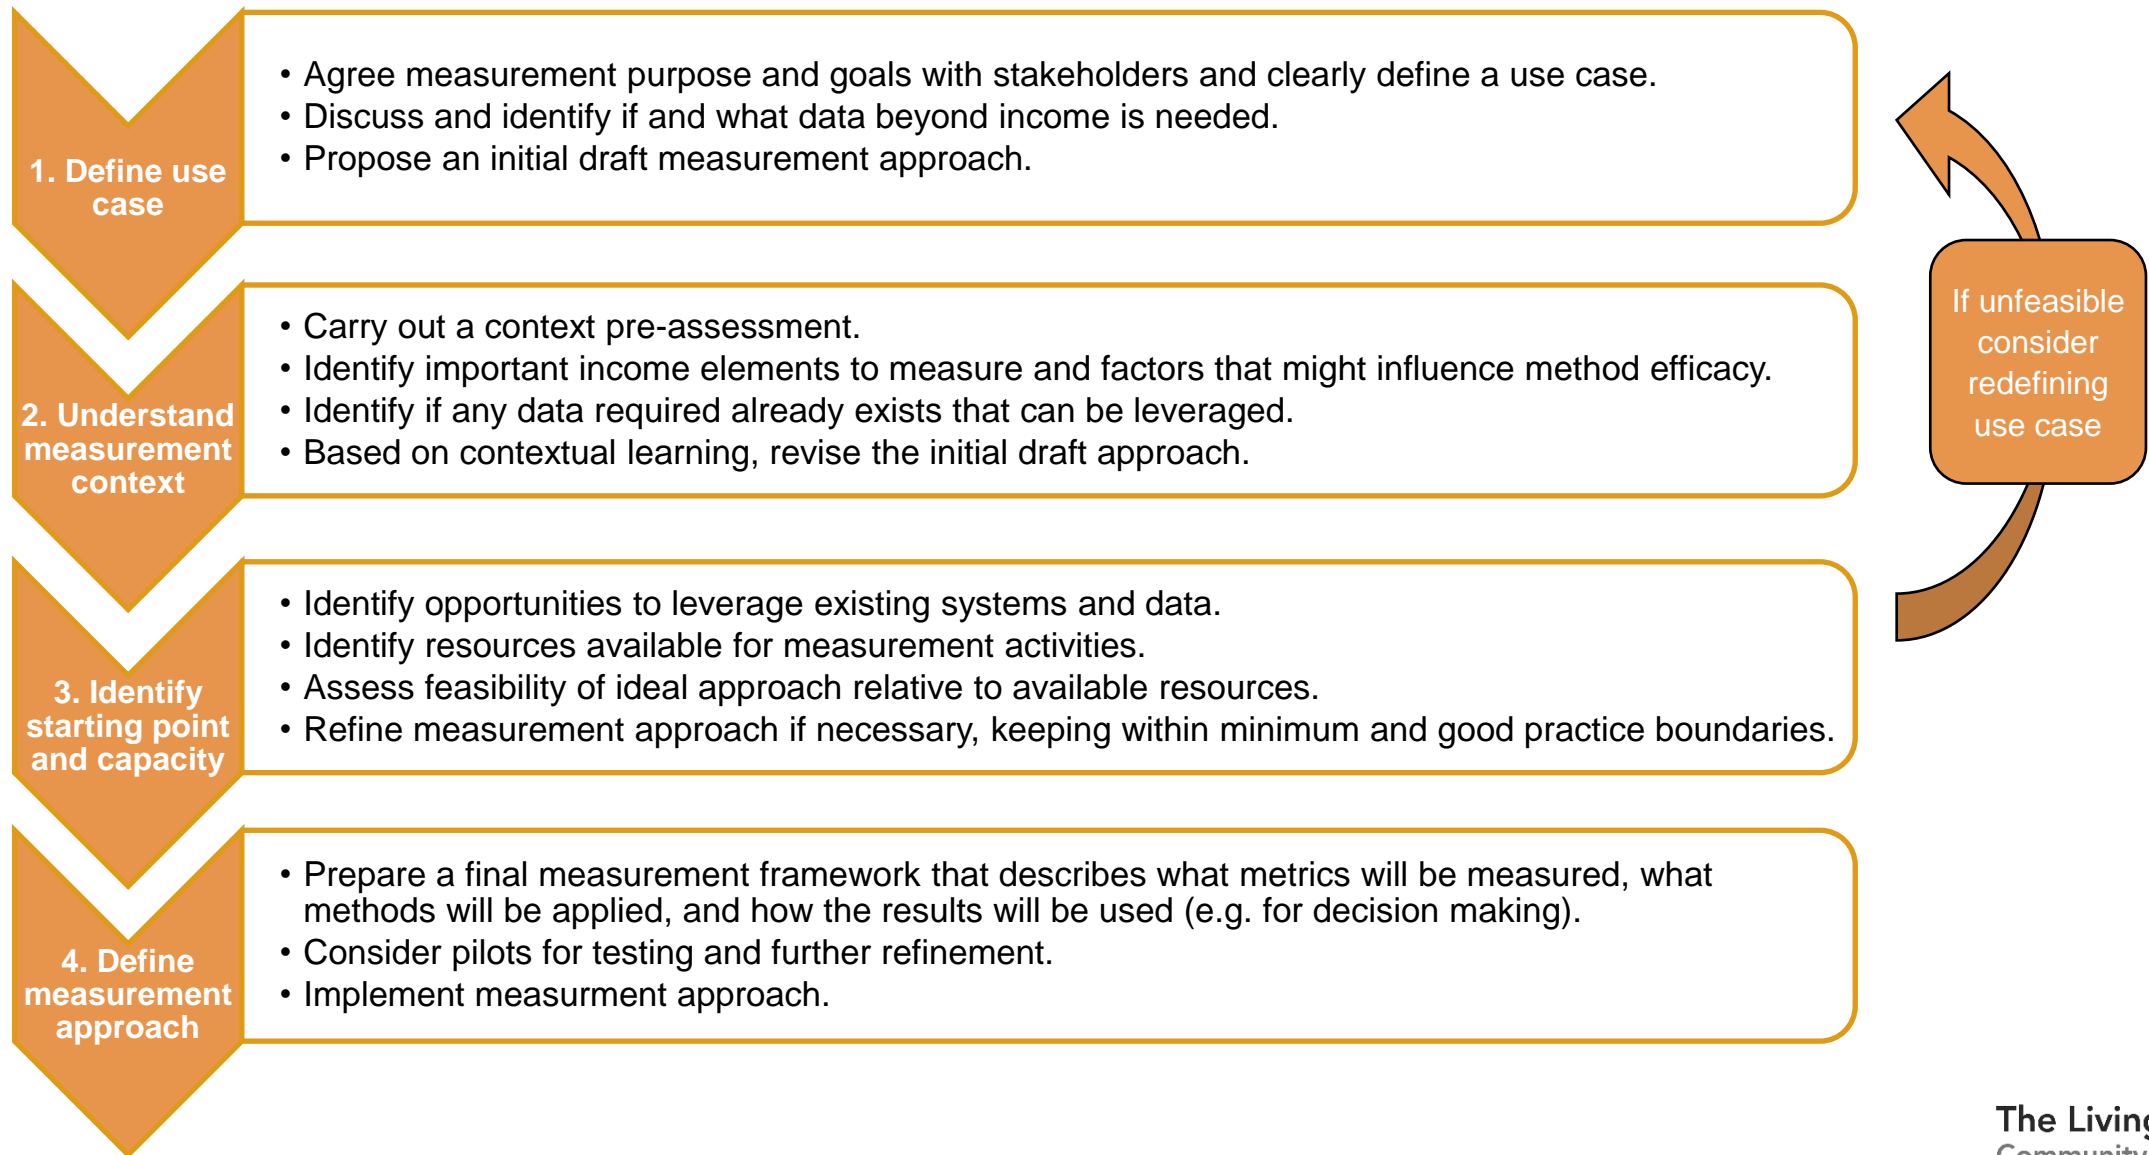 1. Define use
case
• Agree measurement purpose and goals with stakeholders and clearly define a use case.
• Discuss and identify if and what data beyond income is needed.
• Propose an initial draft measurement approach.
2. Understand
measurement
context
• Carry out a context pre-assessment.
• Identify important income elements to measure and factors that might influence method efficacy.
• Identify if any data required already exists that can be leveraged.
• Based on contextual learning, revise the initial draft approach.
3. Identify
starting point
and capacity
• Identify opportunities to leverage existing systems and data.
• Identify resources available for measurement activities.
• Assess feasibility of ideal approach relative to available resources.
• Refine measurement approach if necessary, keeping within minimum and good practice boundaries.
4. Define
measurement
approach
• Prepare a final measurement framework that describes what metrics will be measured, what
methods will be applied, and how the results will be used (e.g. for decision making).
• Consider pilots for testing and further refinement.
• Implement measurment approach.
If unfeasible
consider
redefining
use case
The Living
Community